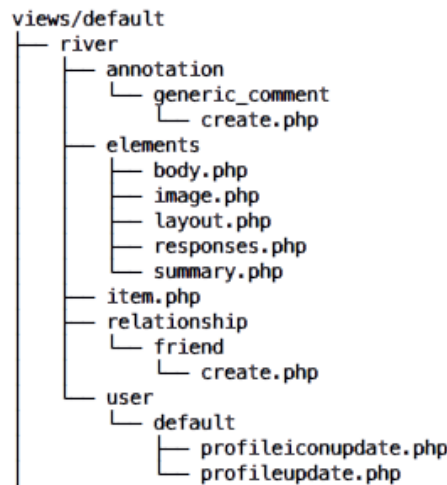 views/default
├── river
│   ├── annotation
│   │   └── generic_comment
│   │       └── create.php
│   ├── elements
│   │   ├── body.php
│   │   ├── image.php
│   │   ├── layout.php
│   │   ├── responses.php
│   │   └── summary.php
│   ├── item.php
│   ├── relationship
│   │   └── friend
│   │       └── create.php
│   └── user
│       └── default
│           ├── profileiconupdate.php
│           └── profileupdate.php